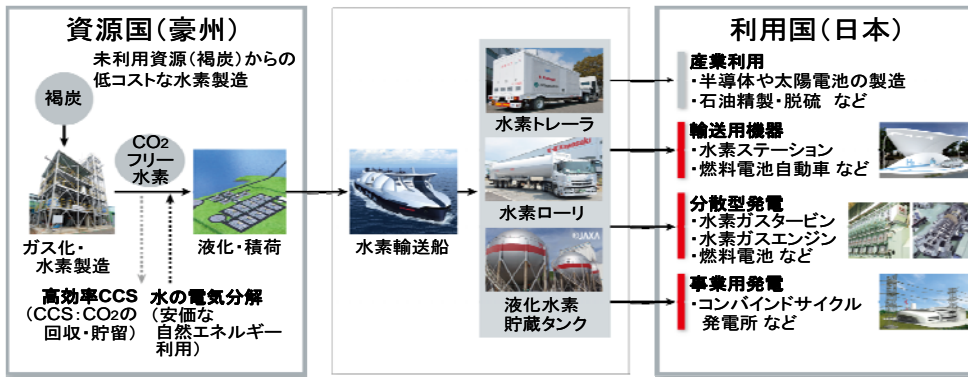 資源国(豪州)
未利用資源(褐炭)からの
低コストな水素製造
褐炭
CO2
フリー
水素
ガス化・
水素製造
液化・積荷
高効率CCS
(CCS:CO2の
回収・貯留)
水の電気分解
(安価な
自然エネルギー
利用)
水素輸送船
水素トレーラ
Kawasaki
水素ローリ
JAXA
液化水素
貯蔵タンク
利用国(日本)
産業利用
・半導体や太陽電池の製造
・石油精製・脱硫 など
輸送用機器
・水素ステーション
・燃料電池自動車 など
分散型発電
・水素ガスタービン
・水素ガスエンジン
・燃料電池 など
事業用発電
・コンバインドサイクル
発電所 など